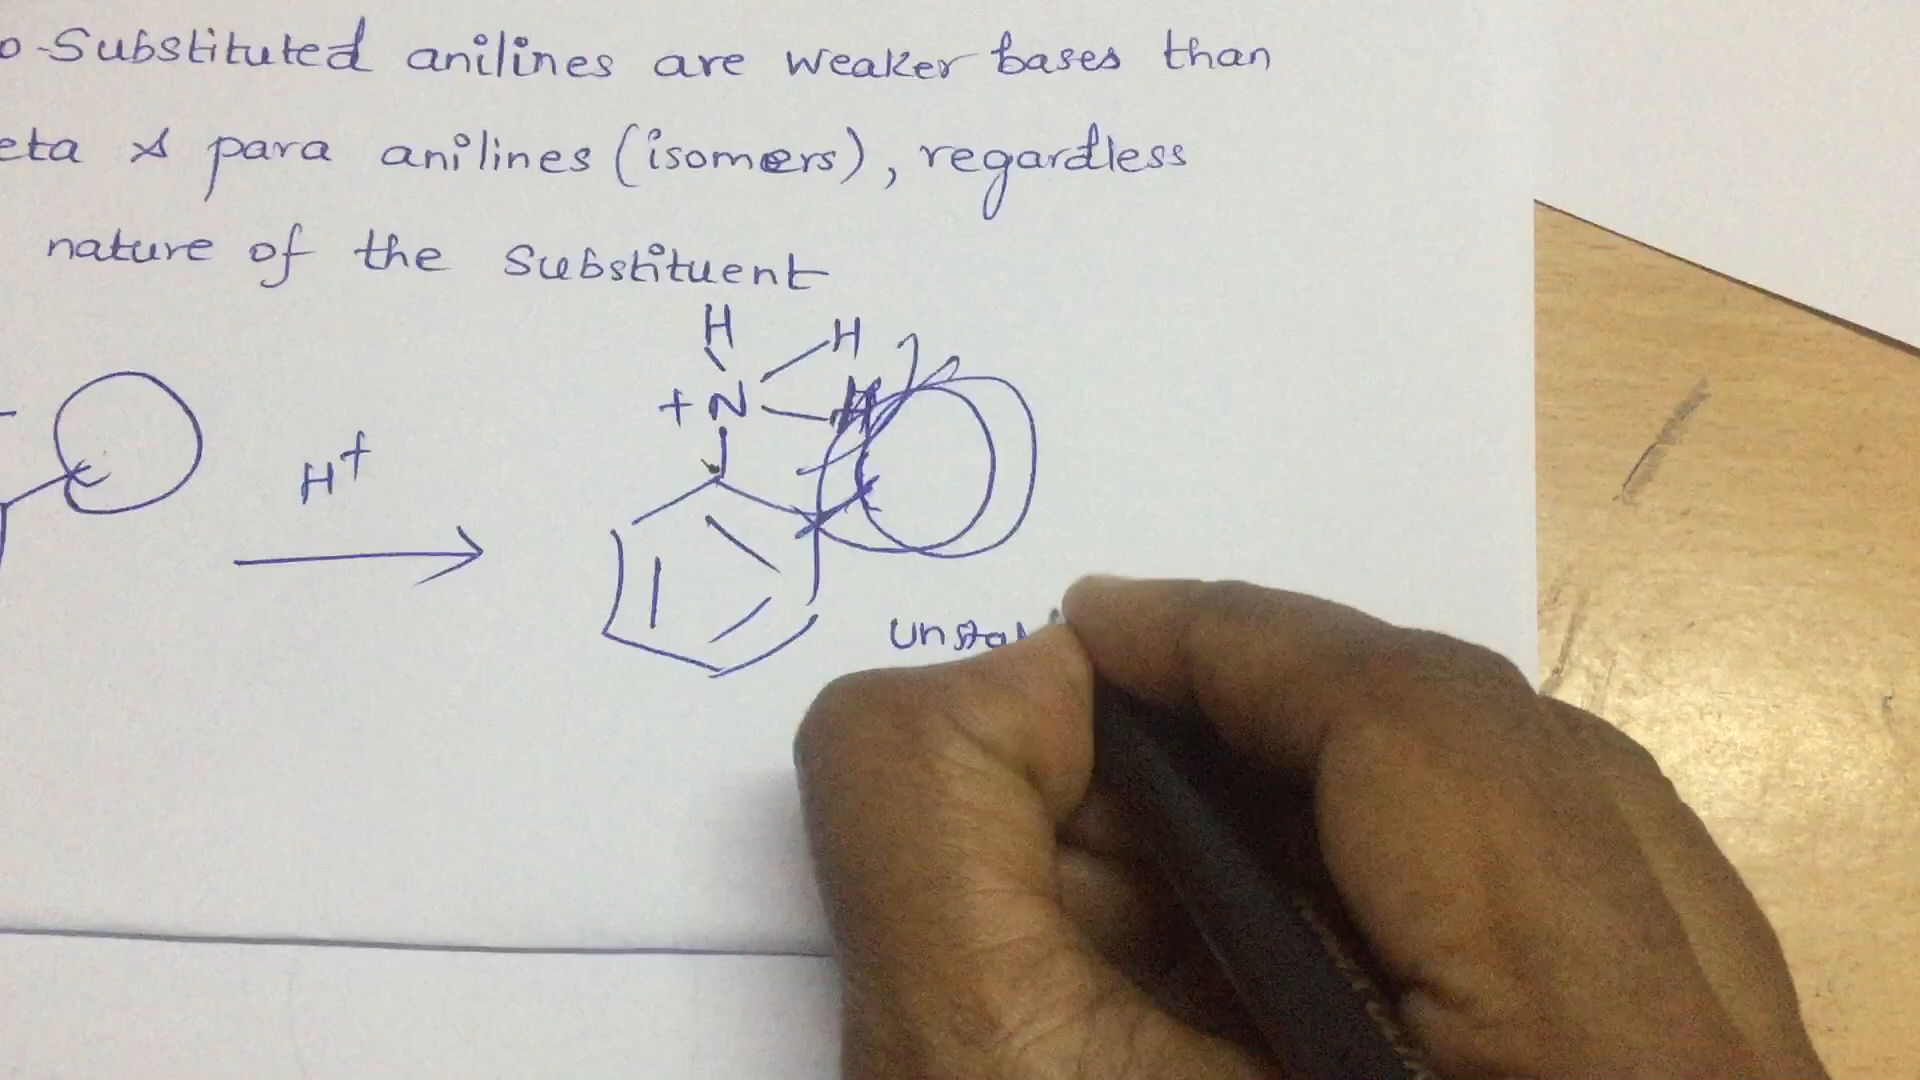 o-Substituted anilines are weaker bases than
eta & para anilines (isomers), regardless
nature of the substituent
H
H
+ N
H
H+
unsta